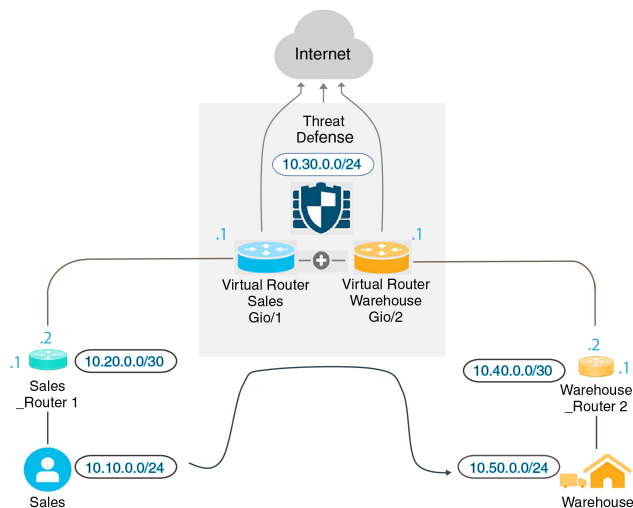 Internet
Threat
Defense
10.30.0.0/24
.1
.1
Virtual Router
Sales
Gio/1
Virtual Router
Warehouse
Gio/2
.2
.1
10.20.0.0/30
Sales
_Router 1
.2
10.40.0.0/30
.1
Warehouse
_Router 2
10.10.0.0/24
Sales
10.50.0.0/24
Warehouse